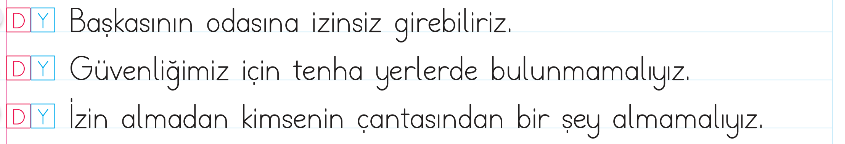 D Y Başkasının odasına izinsiz girebiliriz.
D Y Güvenliğimiz için tenha yerlerde bulunmamalıyız.
D Y İzin almadan kimsenin çantasından bir şey almamalıyız.